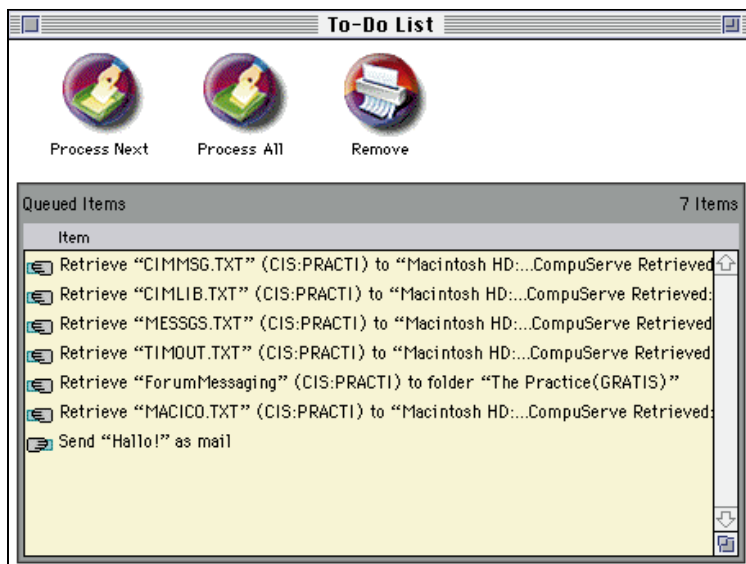 To-Do List
Process Next Process All Remove
Queued Items 7 Items
Item
Retrieve “CIMMSG.TXT” (CIS:PRACTI) to “Macintosh HD:...CompuServe Retrieved
Retrieve “CIMLIB.TXT” (CIS:PRACTI) to “Macintosh HD:...CompuServe Retrieved:
Retrieve “MESSGS.TXT” (CIS:PRACTI) to “Macintosh HD:...CompuServe Retrieved
Retrieve “TIMOUT.TXT” (CIS:PRACTI) to “Macintosh HD:...CompuServe Retrieved
Retrieve “ForumMessaging” (CIS:PRACTI) to folder “The Practice(GRATIS)”
Retrieve “MACICO.TXT” (CIS:PRACTI) to “Macintosh HD:...CompuServe Retrieved:
Send “Hallo!” as mail